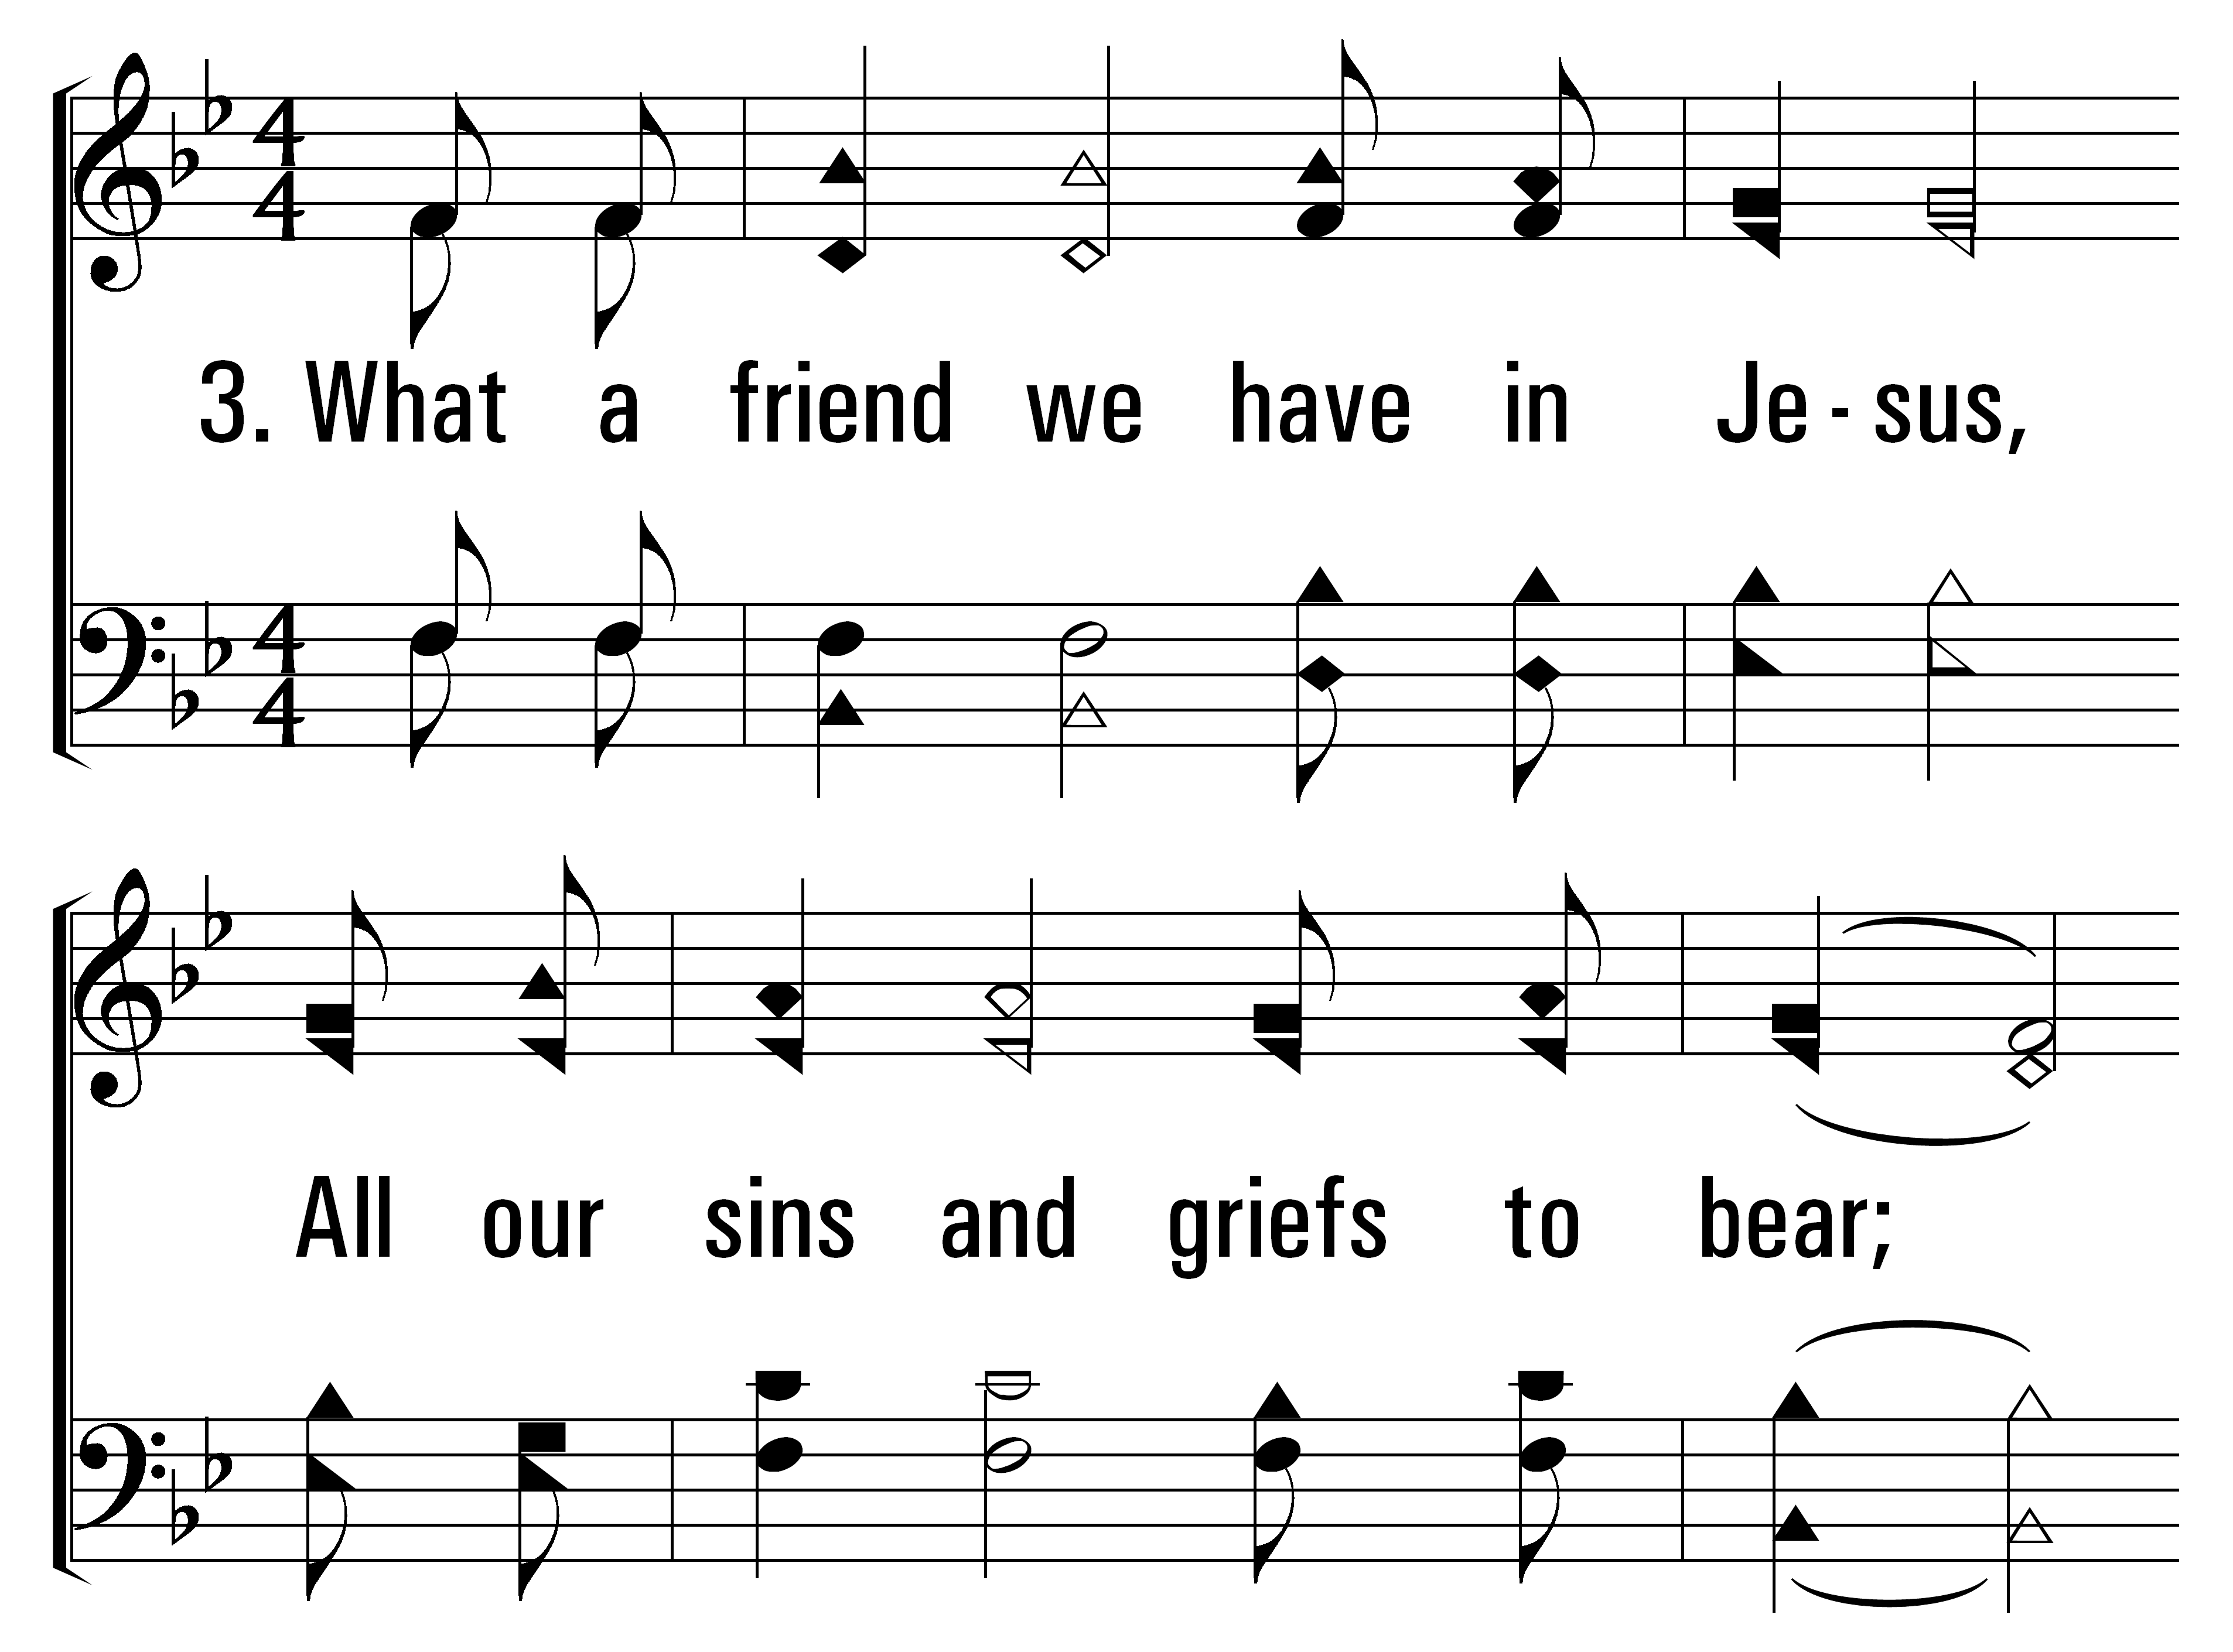 3. What a friend we have in Je - sus,
All our sins and griefs to bear;